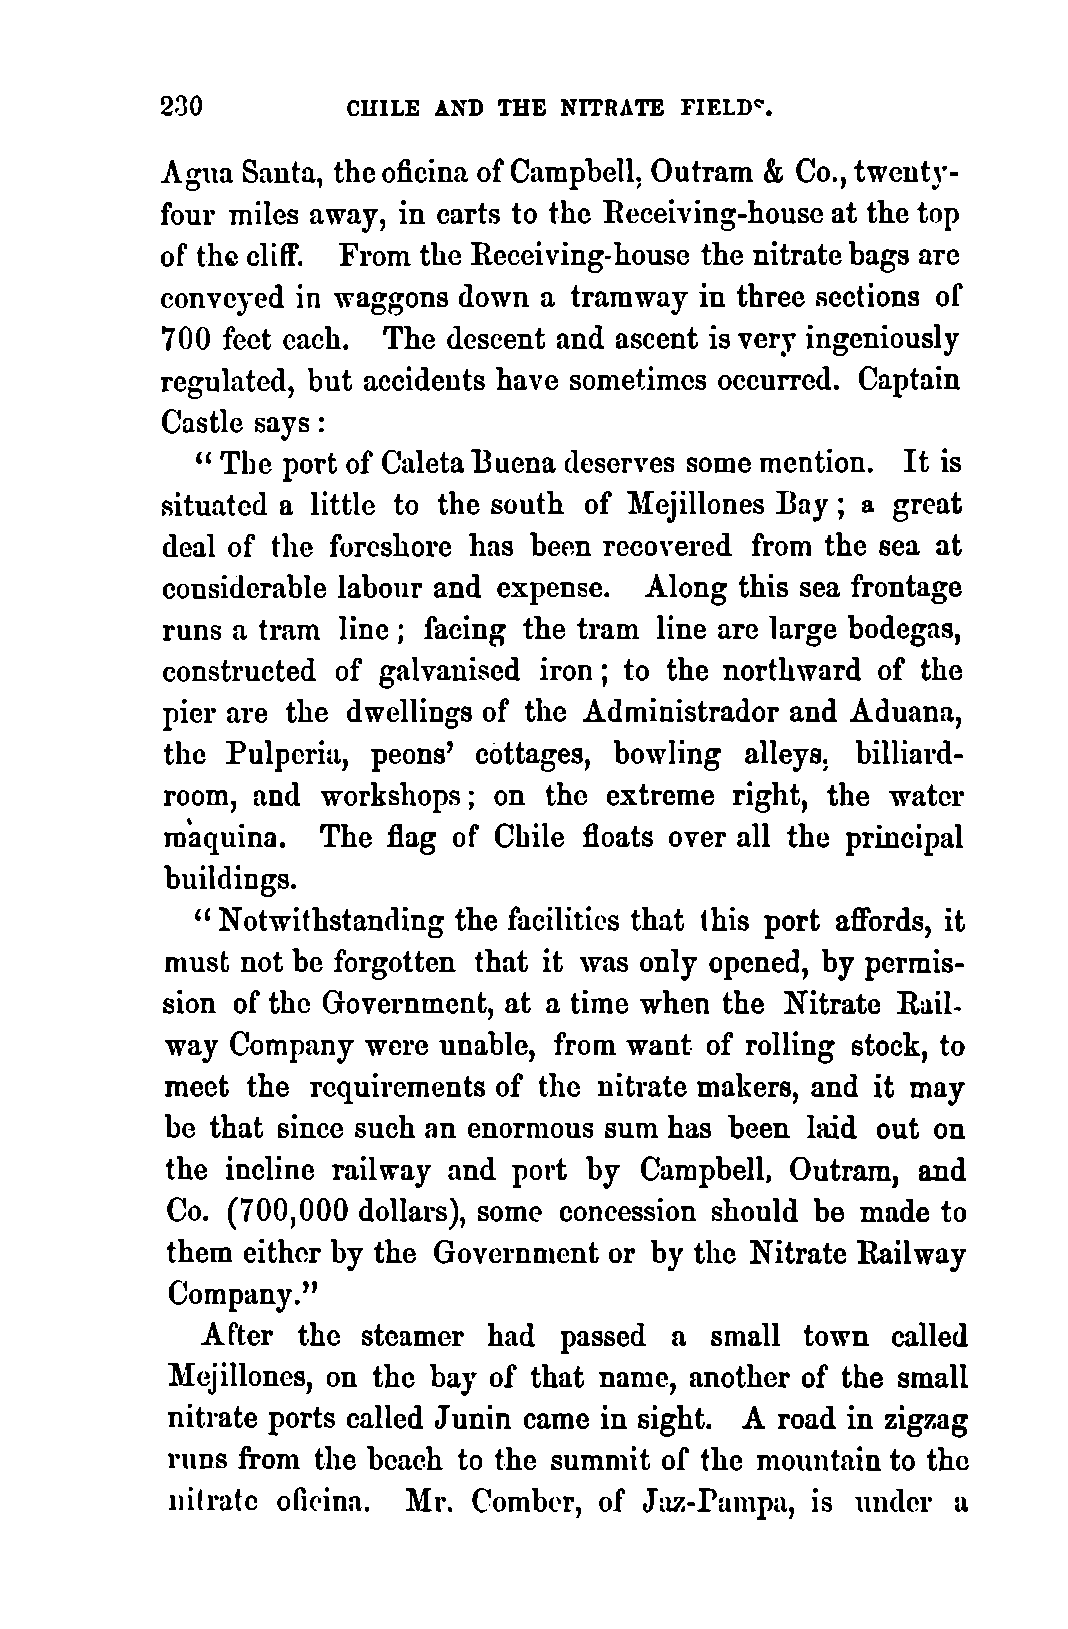 230 CHILE AND THE NITRATE FIELDS.
Agua Santa, the oficina of Campbell, Outram & Co., twenty-
four miles away, in carts to the Receiving-house at the top
of the cliff. From the Receiving-house the nitrate bags are
conveyed in waggons down a tramway in three sections of
700 feet each. The descent and ascent is very ingeniously
regulated, but accidents have sometimes occurred. Captain
Castle says :
“ The port of Caleta Buena deserves some mention. It is
situated a little to the south of Mejillones Bay ; a great
deal of the foreshore has been recovered from the sea at
considerable labour and expense. Along this sea frontage
runs a tram line ; facing the tram line are large bodegas,
constructed of galvanised iron ; to the northward of the
pier are the dwellings of the Administrador and Aduana,
the Pulperia, peons’ cottages, bowling alleys, billiard-
room, and workshops ; on the extreme right, the water
màquina. The flag of Chile floats over all the principal
buildings.
“ Notwithstanding the facilities that this port affords, it
must not be forgotten that it was only opened, by permis-
sion of the Government, at a time when the Nitrate Rail-
way Company were unable, from want of rolling stock, to
meet the requirements of the nitrate makers, and it may
be that since such an enormous sum has been laid out on
the incline railway and port by Campbell, Outram, and
Co. (700,000 dollars), some concession should be made to
them either by the Government or by the Nitrate Railway
Company.”
After the steamer had passed a small town called
Mejillones, on the bay of that name, another of the small
nitrate ports called Junin came in sight. A road in zigzag
runs from the beach to the summit of the mountain to the
nitrate oficina. Mr. Comber, of Jaz-Pampa, is under a